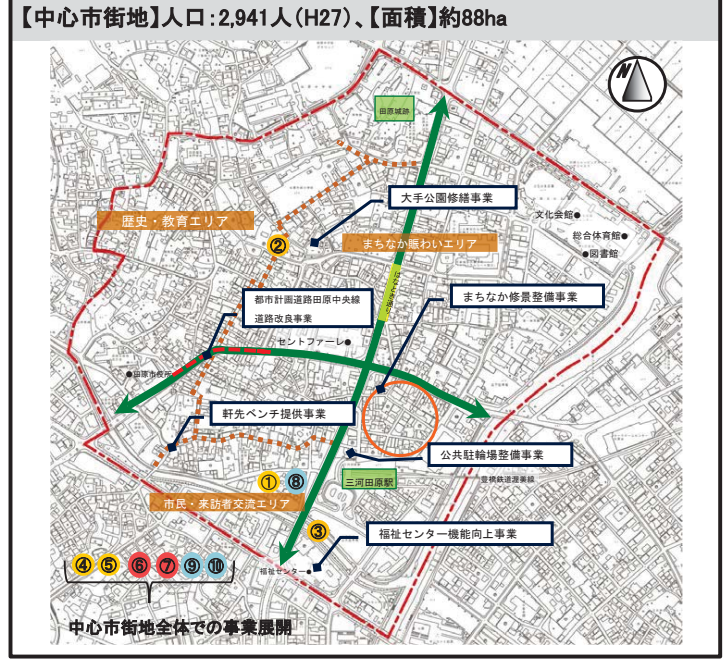 【中心市街地】人口：2,941人（H27）、【面積】約88ha
N
田原城跡
大手公園修繕事業
歴史・教育エリア
文化会館●
総合体育館●
●図書館
②
まちなか賑わいエリア
はなとき通り
都市計画道路田原中央線
道路改良事業
まちなか修景整備事業
セントファーレ●
●田原市役所
軒先ベンチ提供事業
公共駐輪場整備事業
豊橋鉄道渥美線
①⑧
三河田原駅
市民・来訪者交流エリア
③
福祉センター機能向上事業
④⑤⑥⑦⑨⑩
福祉センター●
中心市街地全体での事業展開